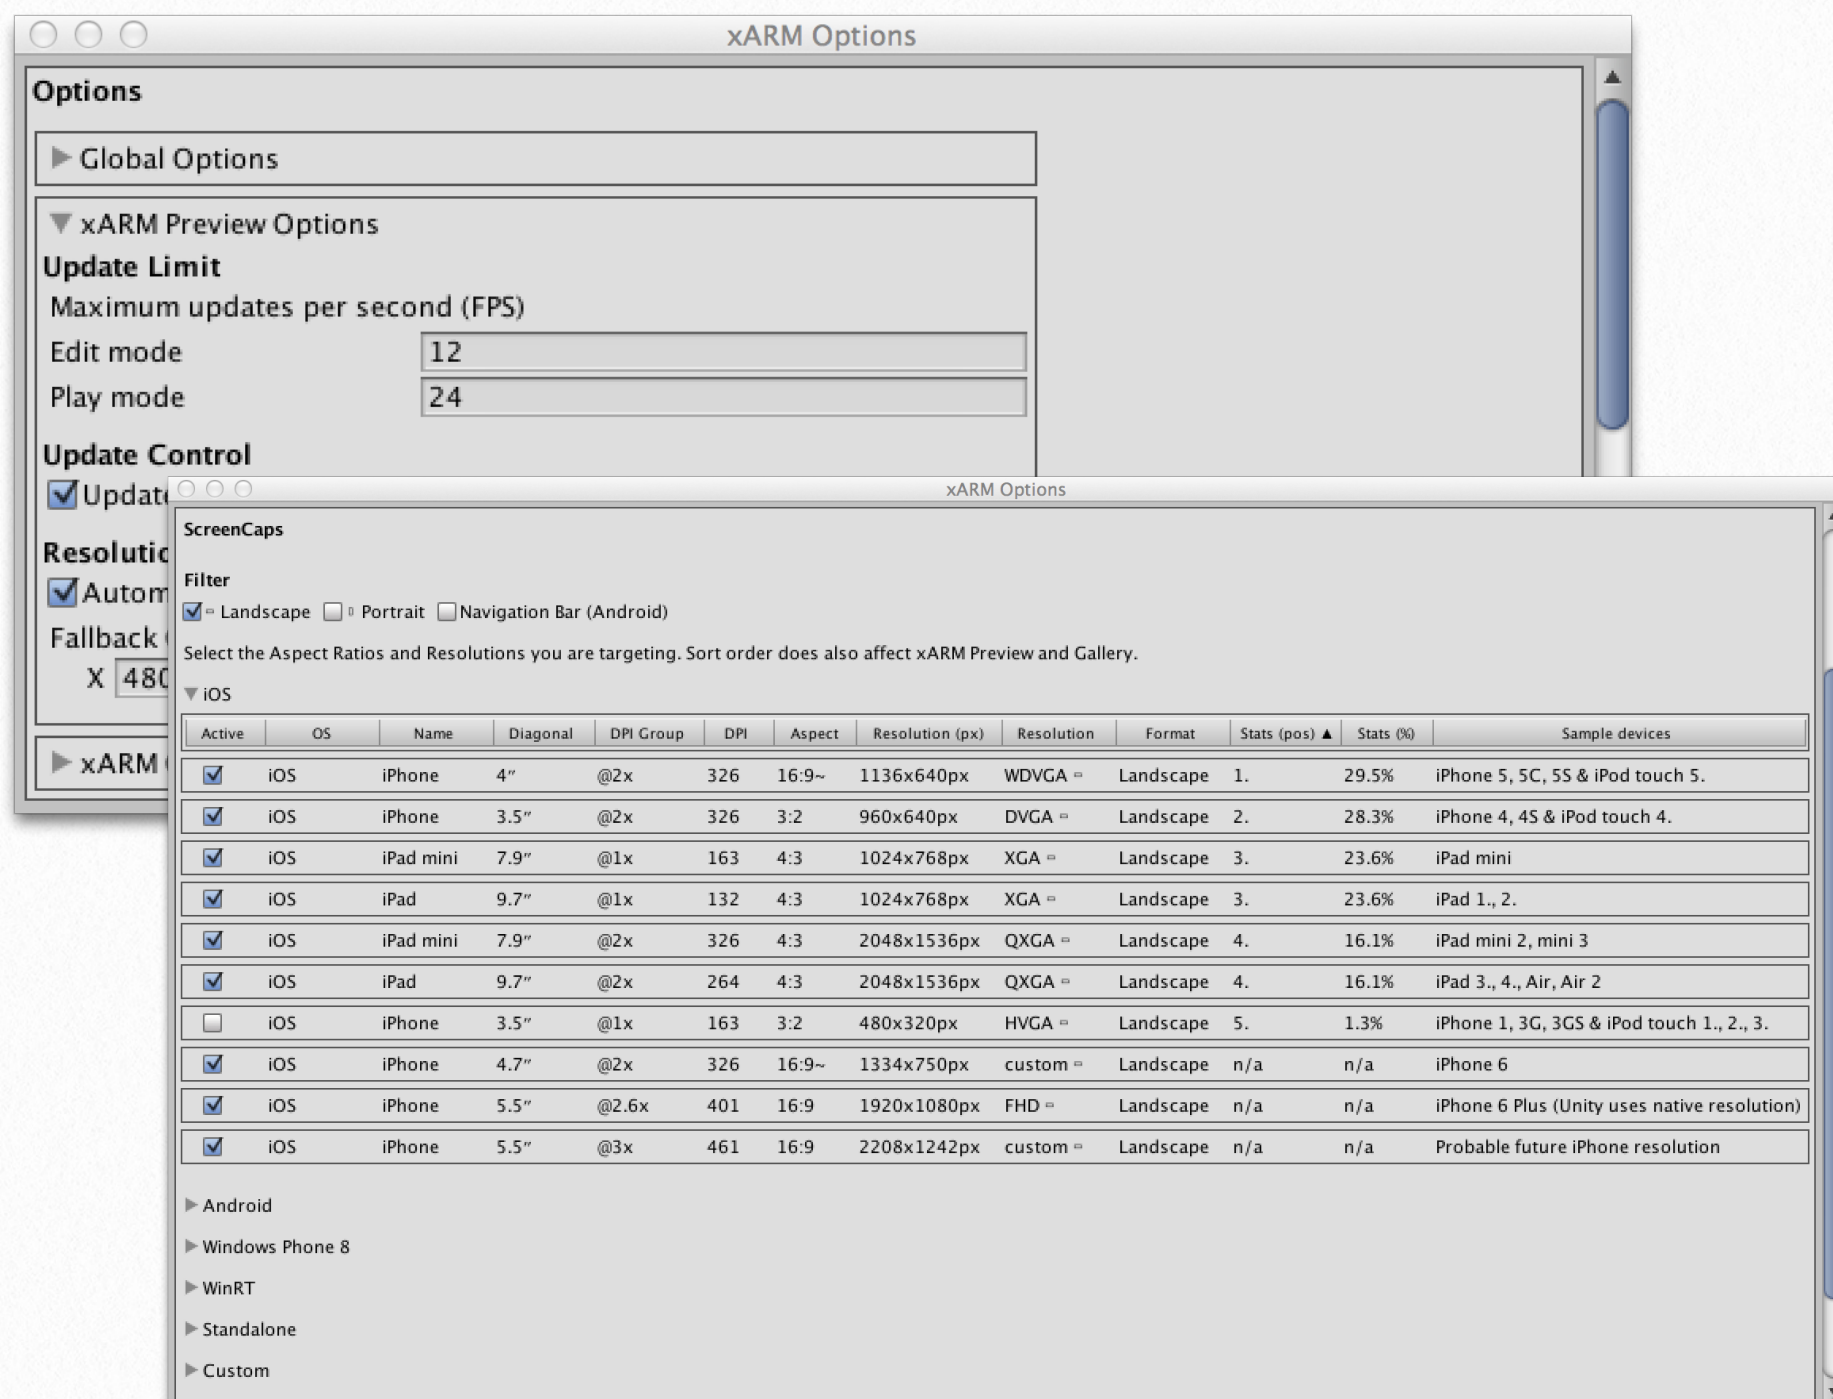 xARM Options
Options
Global Options
xARM Preview Options
Update Limit
Maximum updates per second (FPS)
Edit mode 12
Play mode 24
Update Control
xARM Options
ScreenCaps
Filter
Landscape Portrait Navigation Bar (Android)
Fallback
X 480
Select the Aspect Ratios and Resolutions you are targeting. Sort order does also affect xARM Preview and Gallery.
iOS
Active OS Name Diagonal DPI Group DPI Aspect Resolution (px) Resolution Format Stats (pos) ▲ Stats (%) Sample devices
xARM
iOS iPhone 4″ @2x 326 16:9~ 1136x640px WDVGA Landscape 1. 29.5% iPhone 5, 5C, 5S & iPod touch 5.
iOS iPhone 3.5″ @2x 326 3:2 960x640px DVGA Landscape 2. 28.3% iPhone 4, 4S & iPod touch 4.
iOS iPad mini 7.9″ @1x 163 4:3 1024x768px XGA Landscape 3. 23.6% iPad mini
iOS iPad 9.7″ @1x 132 4:3 1024x768px XGA Landscape 3. 23.6% iPad 1., 2.
iOS iPad mini 7.9″ @2x 326 4:3 2048x1536px QXGA Landscape 4. 16.1% iPad mini 2, mini 3
iOS iPad 9.7″ @2x 264 4:3 2048x1536px QXGA Landscape 4. 16.1% iPad 3., 4., Air, Air 2
iOS iPhone 3.5″ @1x 163 3:2 480x320px HVGA Landscape 5. 1.3% iPhone 1, 3G, 3GS & iPod touch 1., 2., 3.
iOS iPhone 4.7″ @2x 326 16:9~ 1334x750px custom Landscape n/a n/a iPhone 6
iOS iPhone 5.5″ @2.6x 401 16:9 1920x1080px FHD Landscape n/a n/a iPhone 6 Plus (Unity uses native resolution)
iOS iPhone 5.5″ @3x 461 16:9 2208x1242px custom Landscape n/a n/a Probable future iPhone resolution
Android
Windows Phone 8
WinRT
Standalone
Custom